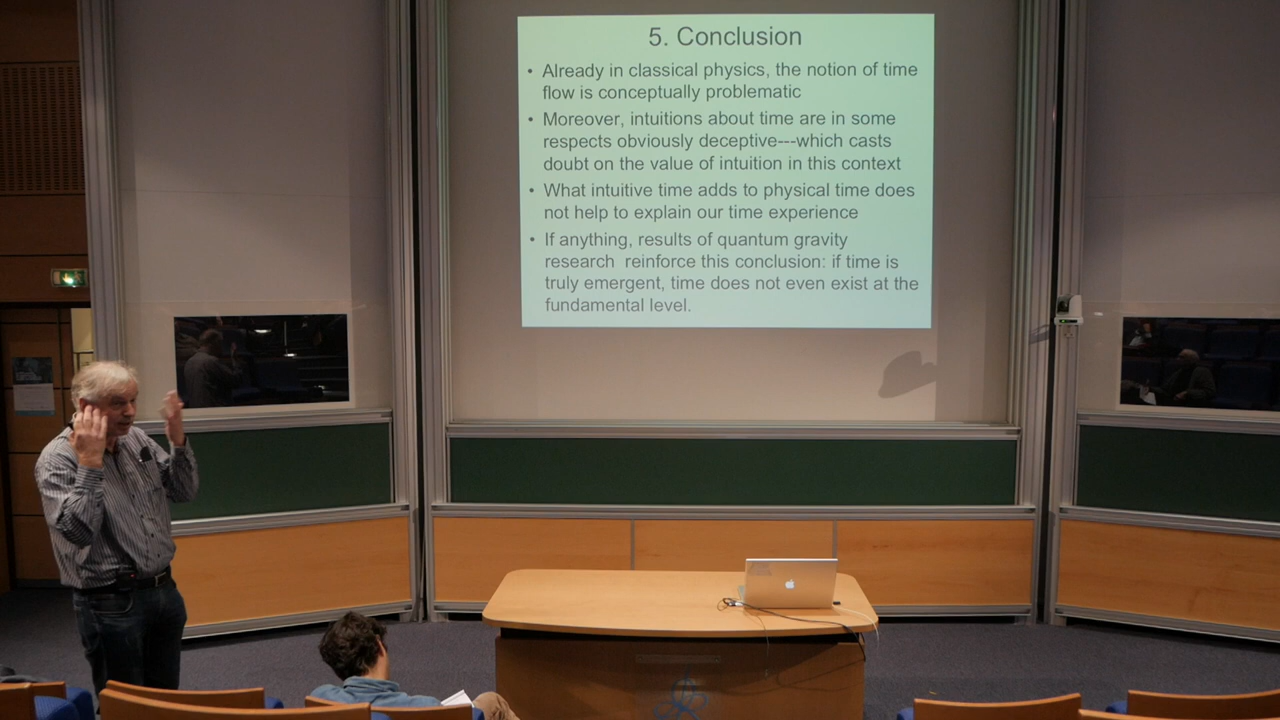 5. Conclusion
• Already in classical physics, the notion of time
flow is conceptually problematic
• Moreover, intuitions about time are in some
respects obviously deceptive---which casts
doubt on the value of intuition in this context
• What intuitive time adds to physical time does
not help to explain our time experience
• If anything, results of quantum gravity
research reinforce this conclusion: if time is
truly emergent, time does not even exist at the
fundamental level.